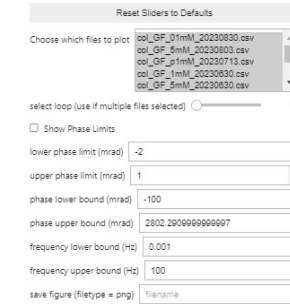 Reset Sliders to Defaults
Choose which files to plot
col_GF_01mM_20230830.csv
col_GF_5mM_20230803.csv
col_GF_p1mM_20230713.csv
col_GF_1mM_20230630.csv
col_GF_5mM_20230630.csv
select loop (use if multiple files selected)
Show Phase Limits
lower phase limit (mrad) -2
upper phase limit (mrad) 1
phase lower bound (mrad) -100
phase upper bound (mrad) 2802.2909999999997
frequency lower bound (Hz) 0.001
frequency upper bound (Hz) 100
save figure (filetype = png) filename